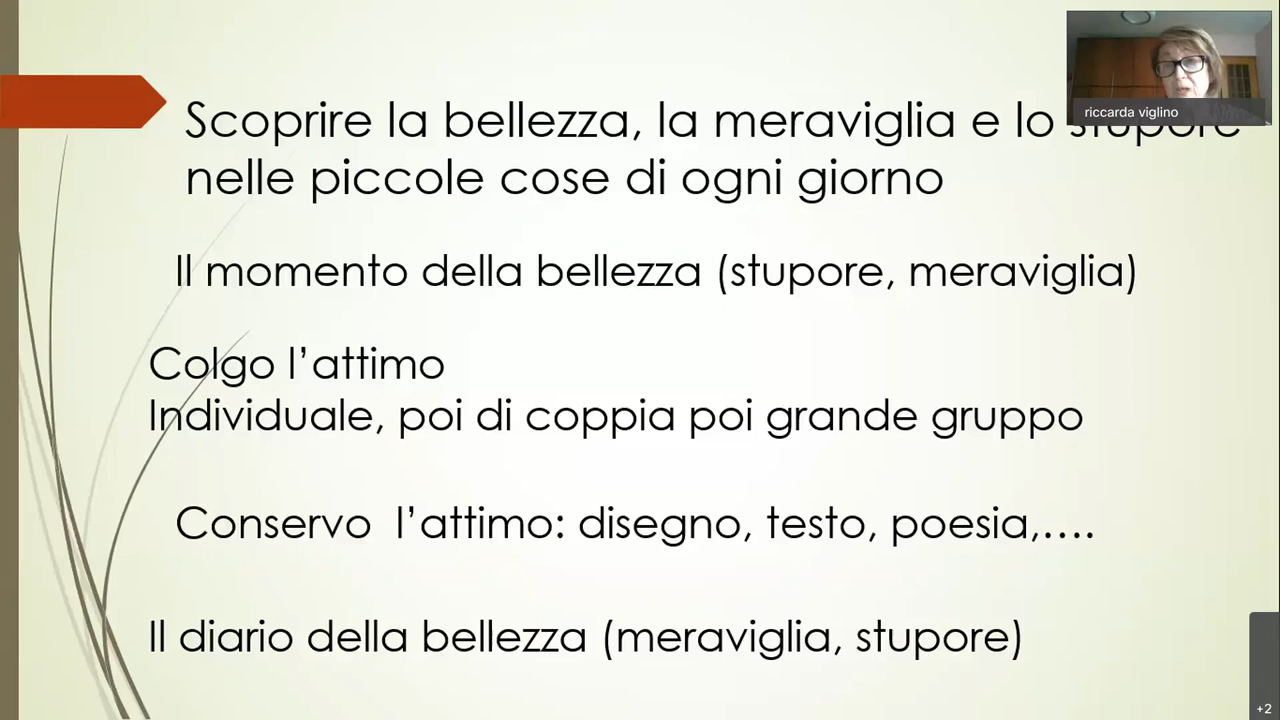 Scoprire la bellezza, la meraviglia e lo stupore
nelle piccole cose di ogni giorno
Il momento della bellezza (stupore, meraviglia)
Colgo l’attimo
Individuale, poi di coppia poi grande gruppo
Conservo l’attimo: disegno, testo, poesia,....
Il diario della bellezza (meraviglia, stupore)
riccarda viglino
+2